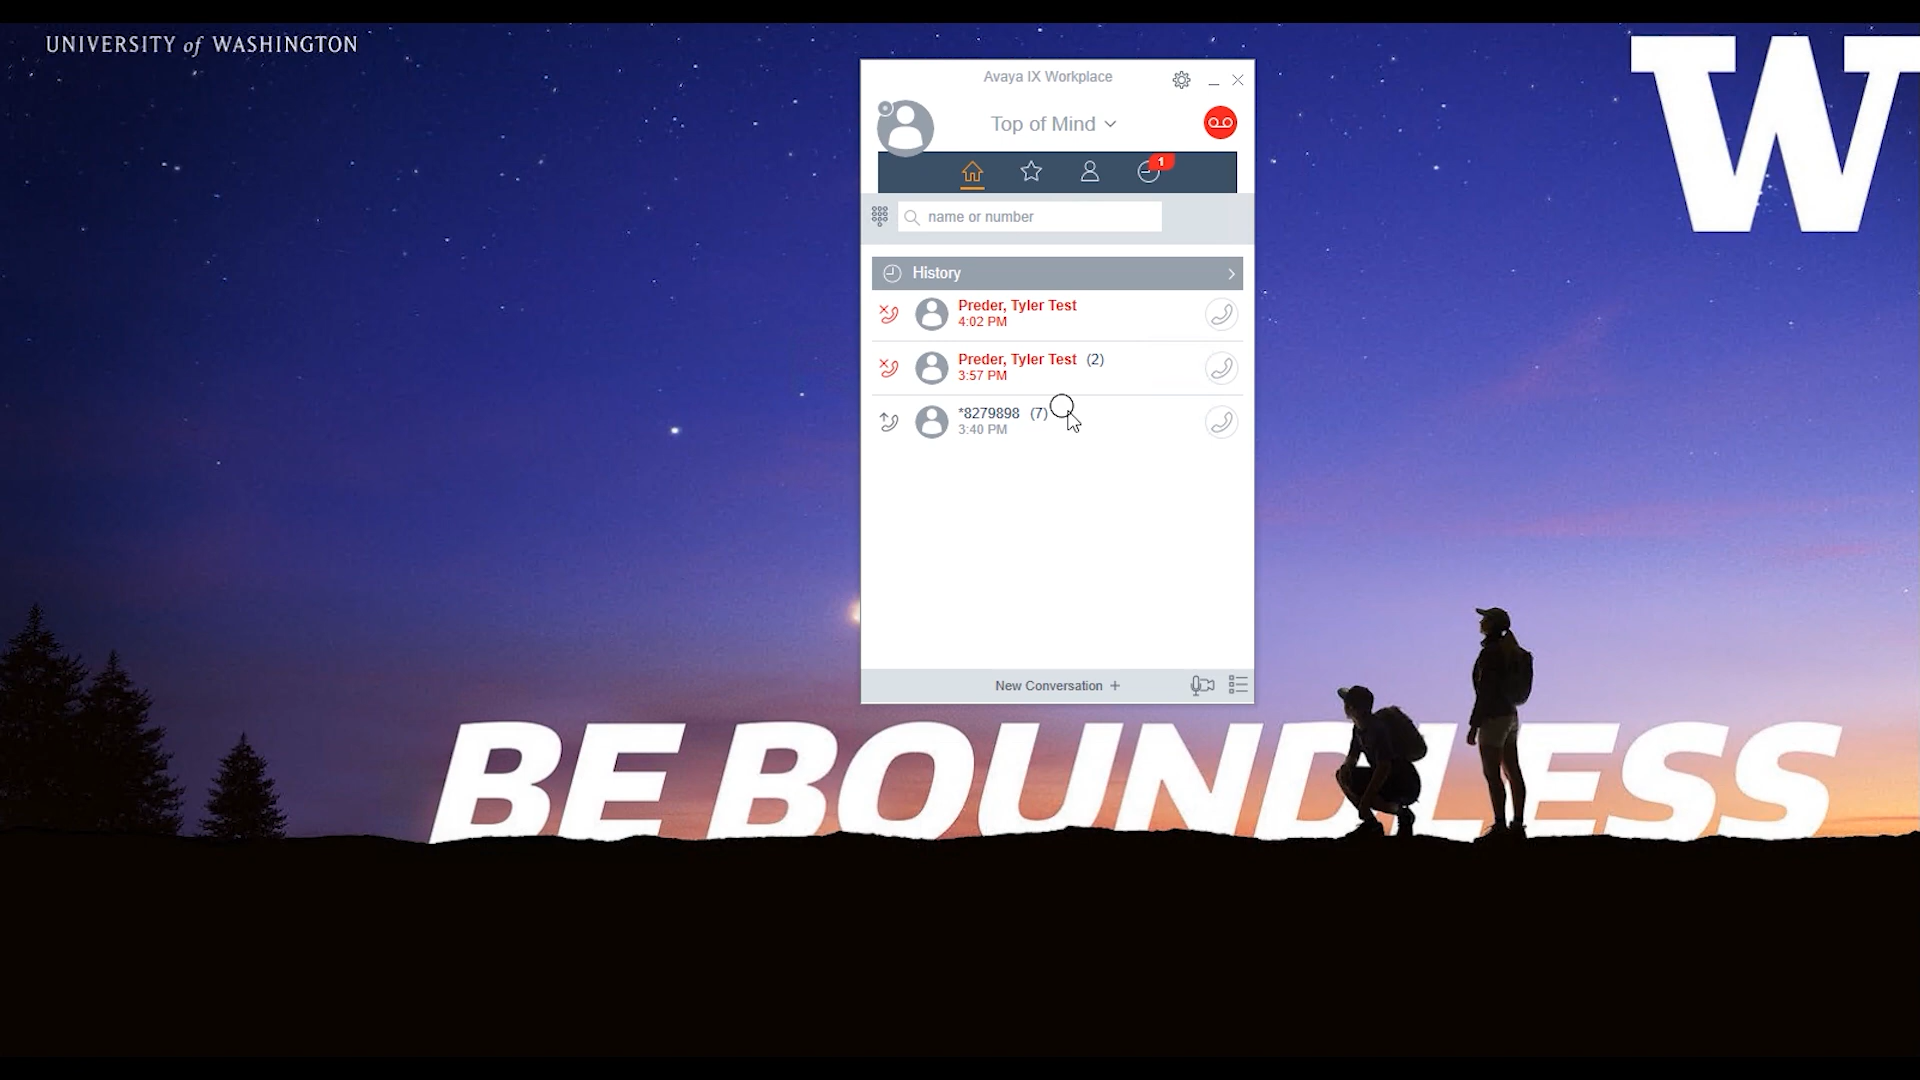 UNIVERSITY of WASHINGTON
W
Avaya IX Workplace
Top of Mind
1
name or number
History
Preder, Tyler Test
4:02 PM
Preder, Tyler Test (2)
3:57 PM
*8279898 (7)
3:40 PM
New Conversation +
BE BOUNDLESS